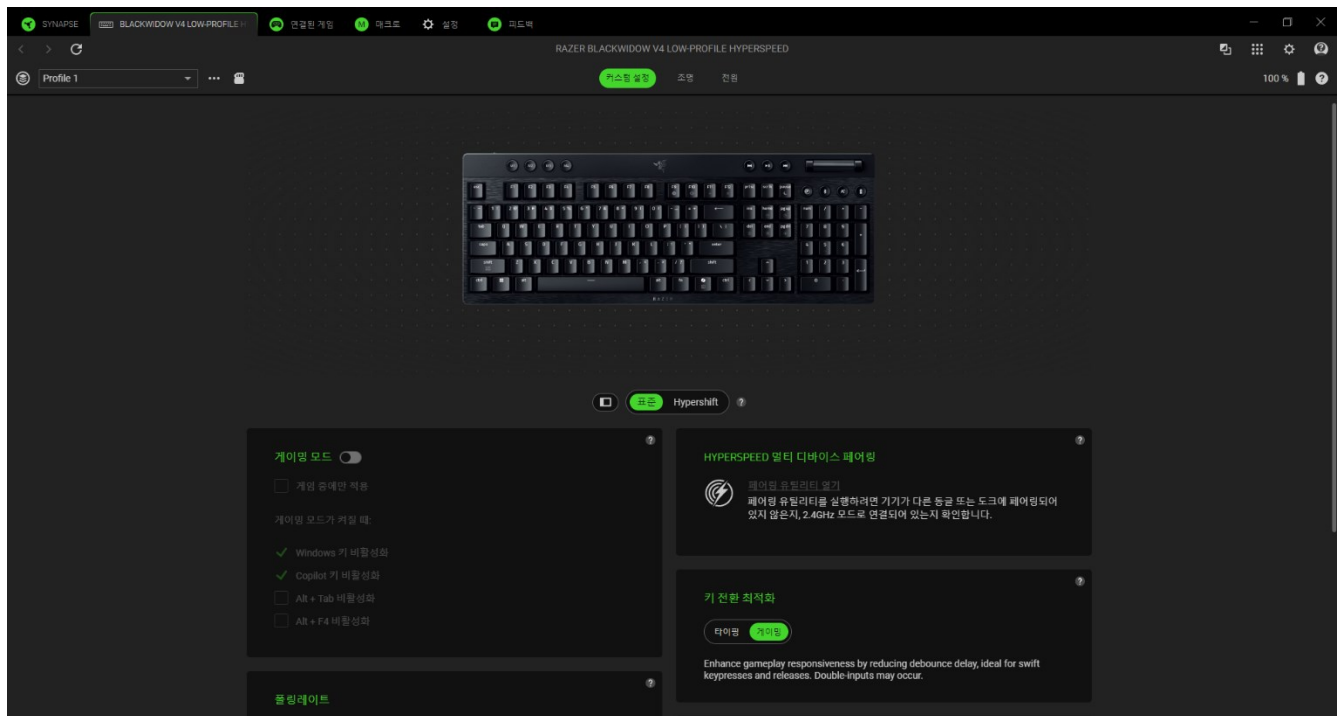 SYNAPSE
BLACKWIDOW V4 LOW-PROFILE H
연결된 게임
매크로
설정
피드백
RAZER BLACKWIDOW V4 LOW-PROFILE HYPERSPEED
Profile 1
커스텀 설정
조명
전원
100 %
표준
Hypershift
게이밍 모드
게임 중에만 적용
게이밍 모드가 켜질 때:
Windows 키 비활성화
Copilot 키 비활성화
Alt + Tab 비활성화
Alt + F4 비활성화
폴링레이트
HYPERSPEED 멀티 디바이스 페어링
페어링 유틸리티 열기
페어링 유틸리티를 실행하려면 기기가 다른 동글 또는 도크에 페어링되어
있지 않은지, 2.4GHz 모드로 연결되어 있는지 확인합니다.
키 전환 최적화
타이핑
게이밍
Enhance gameplay responsiveness by reducing debounce delay, ideal for swift
keypresses and releases. Double-inputs may occur.